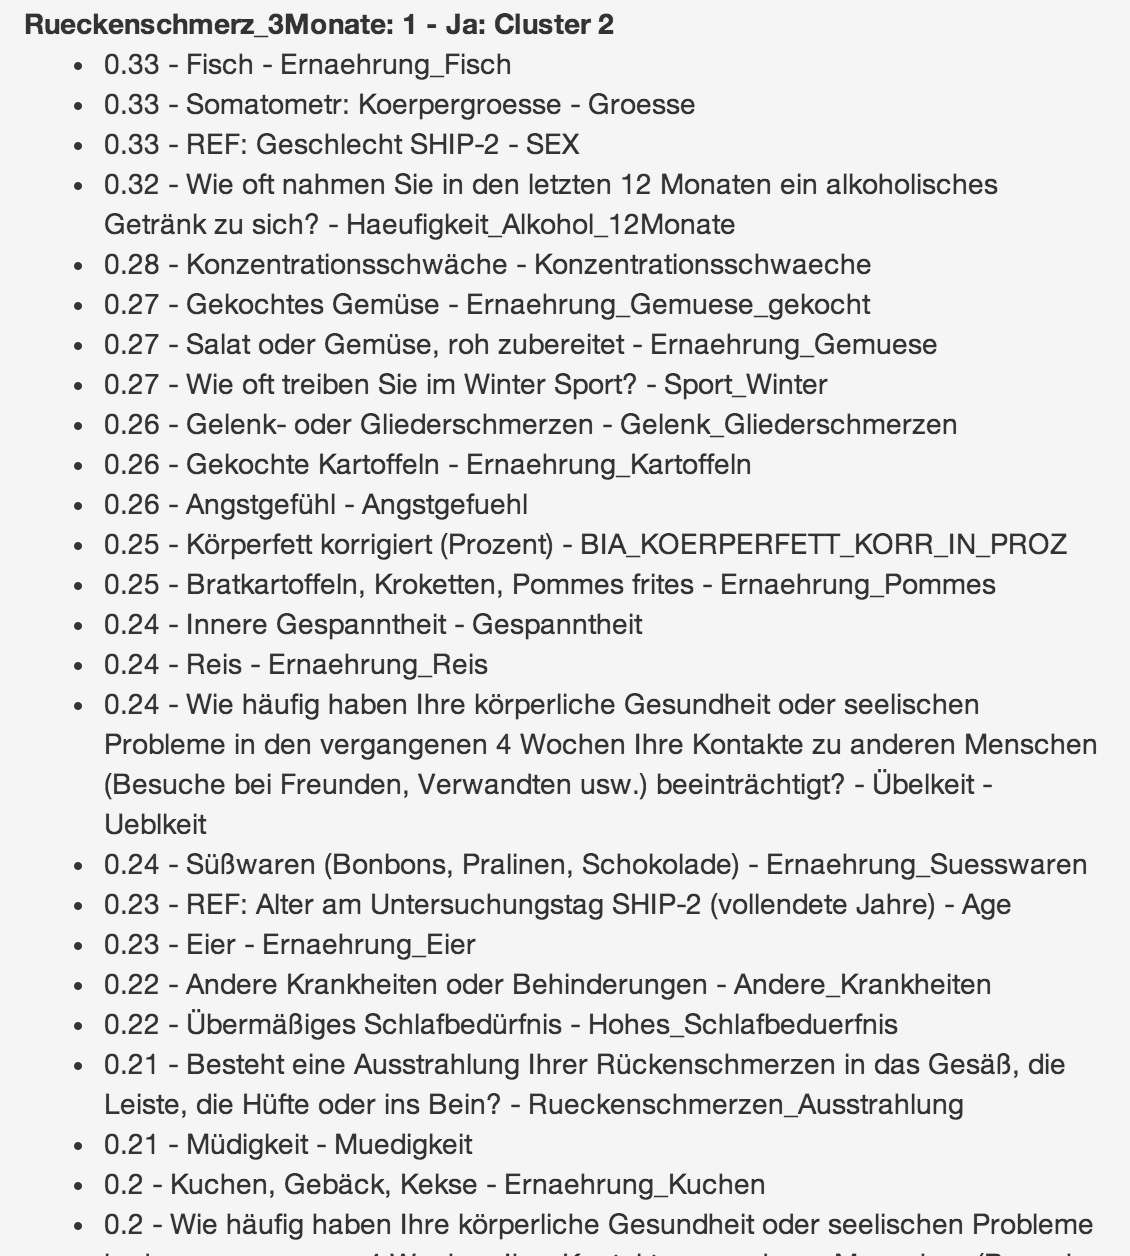 Rueckenschmerz_3Monate: 1 - Ja: Cluster 2
• 0.33 - Fisch - Ernaehrung_Fisch
• 0.33 - Somatometr: Koerpergroesse - Groesse
• 0.33 - REF: Geschlecht SHIP-2 - SEX
• 0.32 - Wie oft nahmen Sie in den letzten 12 Monaten ein alkoholisches
Getränk zu sich? - Haeufigkeit_Alkohol_12Monate
• 0.28 - Konzentrationsschwäche - Konzentrationsschwaeche
• 0.27 - Gekochtes Gemüse - Ernaehrung_Gemuese_gekocht
• 0.27 - Salat oder Gemüse, roh zubereitet - Ernaehrung_Gemuese
• 0.27 - Wie oft treiben Sie im Winter Sport? - Sport_Winter
• 0.26 - Gelenk- oder Gliederschmerzen - Gelenk_Gliederschmerzen
• 0.26 - Gekochte Kartoffeln - Ernaehrung_Kartoffeln
• 0.26 - Angstgefühl - Angstgefuehl
• 0.25 - Körperfett korrigiert (Prozent) - BIA_KOERPERFETT_KORR_IN_PROZ
• 0.25 - Bratkartoffeln, Kroketten, Pommes frites - Ernaehrung_Pommes
• 0.24 - Innere Gespanntheit - Gespanntheit
• 0.24 - Reis - Ernaehrung_Reis
• 0.24 - Wie häufig haben Ihre körperliche Gesundheit oder seelischen
Probleme in den vergangenen 4 Wochen Ihre Kontakte zu anderen Menschen
(Besuche bei Freunden, Verwandten usw.) beeinträchtigt? - Übelkeit -
Ueblkeit
• 0.24 - Süßwaren (Bonbons, Pralinen, Schokolade) - Ernaehrung_Suesswaren
• 0.23 - REF: Alter am Untersuchungstag SHIP-2 (vollendete Jahre) - Age
• 0.23 - Eier - Ernaehrung_Eier
• 0.22 - Andere Krankheiten oder Behinderungen - Andere_Krankheiten
• 0.22 - Übermäßiges Schlafbedürfnis - Hohes_Schlafbeduerfnis
• 0.21 - Besteht eine Ausstrahlung Ihrer Rückenschmerzen in das Gesäß, die
Leiste, die Hüfte oder ins Bein? - Rueckenschmerzen_Ausstrahlung
• 0.21 - Müdigkeit - Muedigkeit
• 0.2 - Kuchen, Gebäck, Kekse - Ernaehrung_Kuchen
• 0.2 - Wie häufig haben Ihre körperliche Gesundheit oder seelischen Probleme